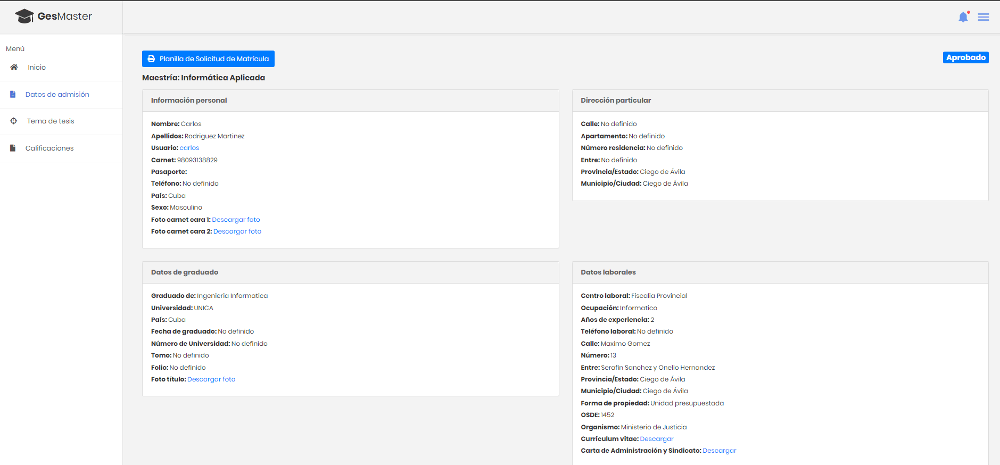 GesMaster
Menú
Inicio
Datos de admisión
Tema de tesis
Calificaciones
Planilla de Solicitud de Matrícula
Aprobado
Maestría: Informática Aplicada
Información personal
Nombre: Carlos
Apellidos: Rodriguez Martinez
Usuario: carlos
Carnet: 98093138829
Pasaporte:
Teléfono: No definido
País: Cuba
Sexo: Masculino
Foto carnet cara 1: Descargar foto
Foto carnet cara 2: Descargar foto
Dirección particular
Calle: No definido
Apartamento: No definido
Número residencia: No definido
Entre: No definido
Provincia/Estado: Ciego de Ávila
Municipio/Ciudad: Ciego de Ávila
Datos de graduado
Graduado de: Ingenieria Informatica
Universidad: UNICA
País: Cuba
Fecha de graduado: No definido
Número de Universidad: No definido
Tomo: No definido
Folio: No definido
Foto título: Descargar foto
Datos laborales
Centro laboral: Fiscalia Provincial
Ocupación: Informatico
Años de experiencia: 2
Teléfono laboral: No definido
Calle: Maximo Gomez
Número: 13
Entre: Serafin Sanchez y Onelio Hernandez
Provincia/Estado: Ciego de Ávila
Municipio/Ciudad: Ciego de Ávila
Forma de propiedad: Unidad presupuestada
OSDE: 1452
Organismo: Ministerio de Justicia
Currículum vitae: Descargar
Carta de Administración y Sindicato: Descargar